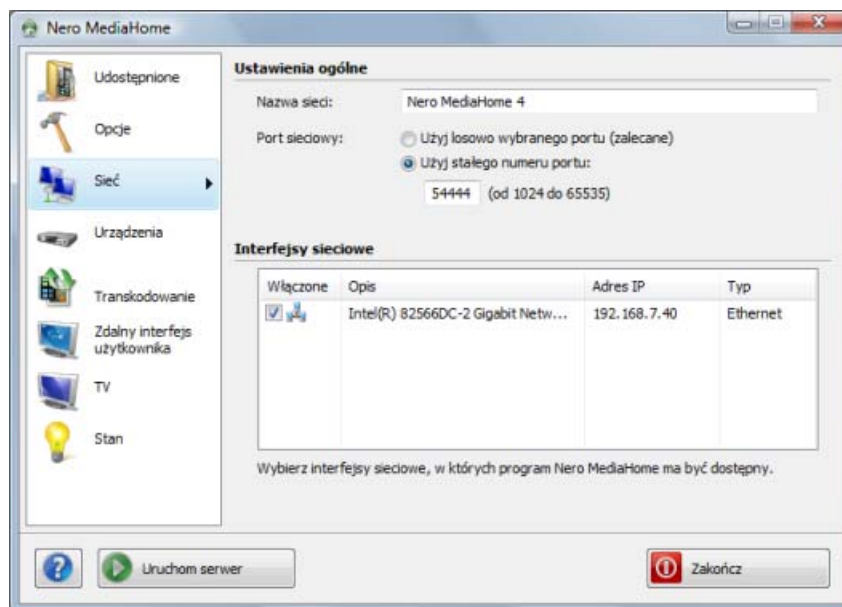 Nero MediaHome
Udostępnione
Opcje
Sieć
Urządzenia
Transkodowanie
Zdalny interfejs
użytkownika
TV
Stan
Ustawienia ogólne
Nazwa sieci: Nero MediaHome 4
Port sieciowy: Użyj losowo wybranego portu (zalecane)
Użyj stałego numeru portu:
54444 (od 1024 do 65535)
Interfejsy sieciowe
Włączone Opis Adres IP Typ
Intel(R) 82566DC-2 Gigabit Netw... 192.168.7.40 Ethernet
Wybierz interfejsy sieciowe, w których program Nero MediaHome ma być dostępny.
Uruchom serwer
Zakończ